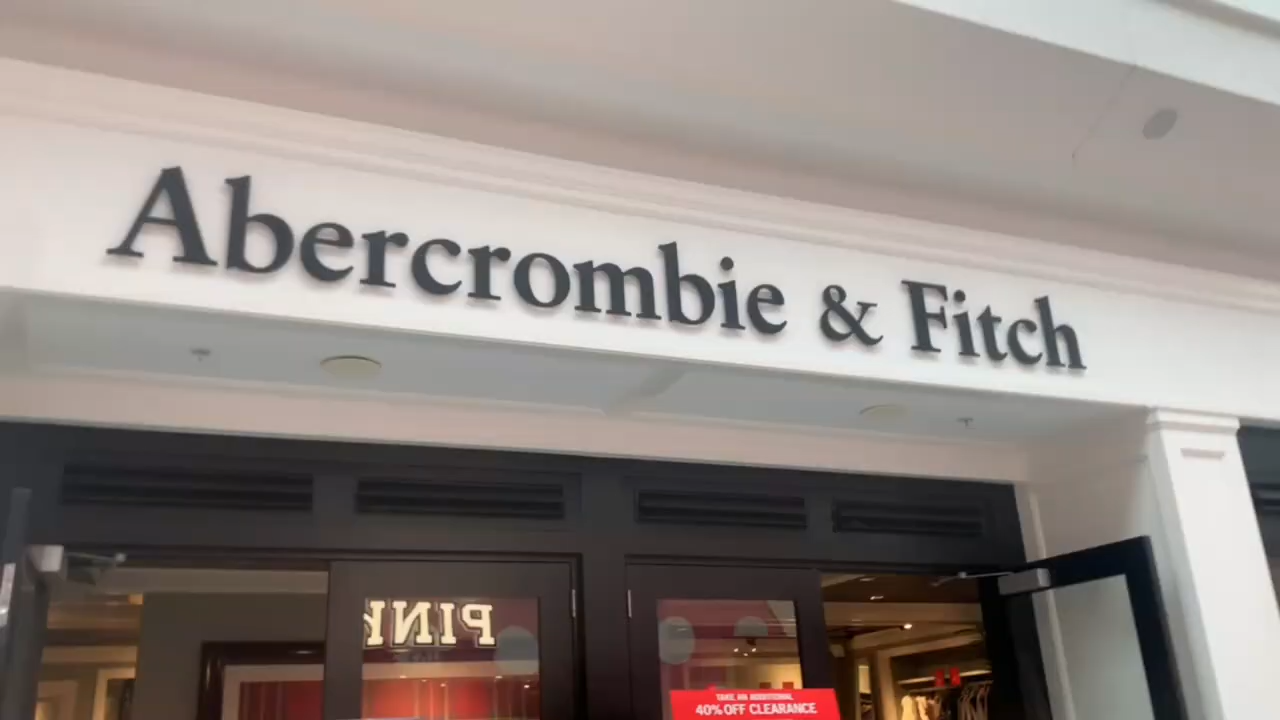 Abercrombie & Fitch
PINK
TAKE AN ADDITIONAL
40% OFF CLEARANCE